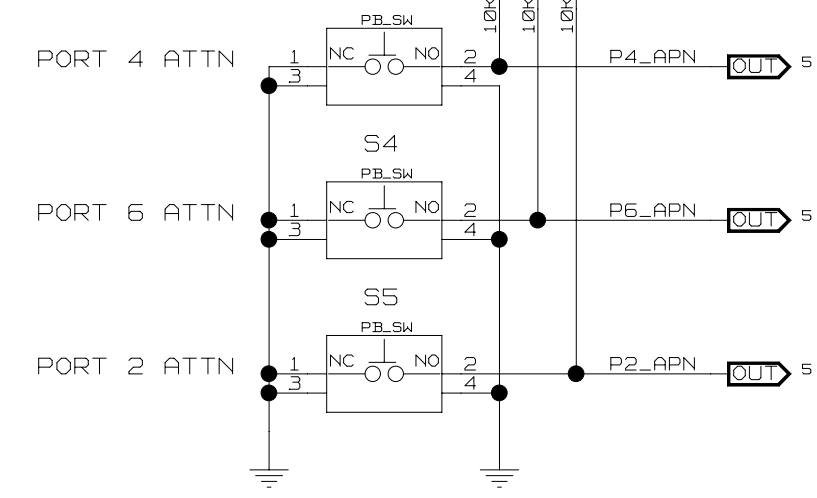 10K 10K 10K
PB_SW
PORT 4 ATTN 1 NC NO 2 P4_APN OUT 5
3 4
S4
PB_SW
PORT 6 ATTN 1 NC NO 2 P6_APN OUT 5
3 4
S5
PB_SW
PORT 2 ATTN 1 NC NO 2 P2_APN OUT 5
3 4